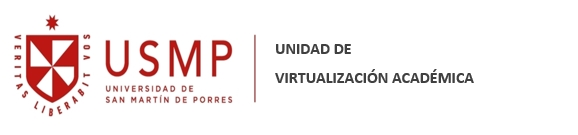 VERITAS LIBERABIT VOS
USMP
UNIVERSIDAD DE
SAN MARTÍN DE PORRES
UNIDAD DE
VIRTUALIZACIÓN ACADÉMICA